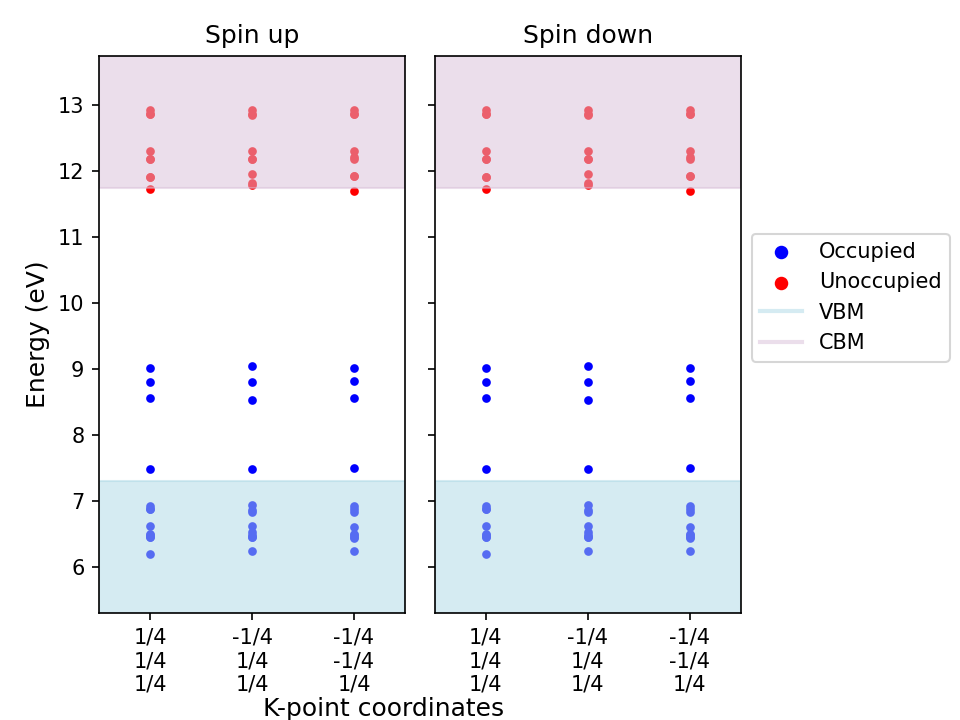 Spin up
Spin down
13
12
11
10
9
8
7
6
Energy (eV)
1/4 -1/4 -1/4 1/4 -1/4 -1/4
1/4 1/4 -1/4 1/4 1/4 -1/4
1/4 1/4 1/4 1/4 1/4 1/4
K-point coordinates
Occupied
Unoccupied
VBM
CBM